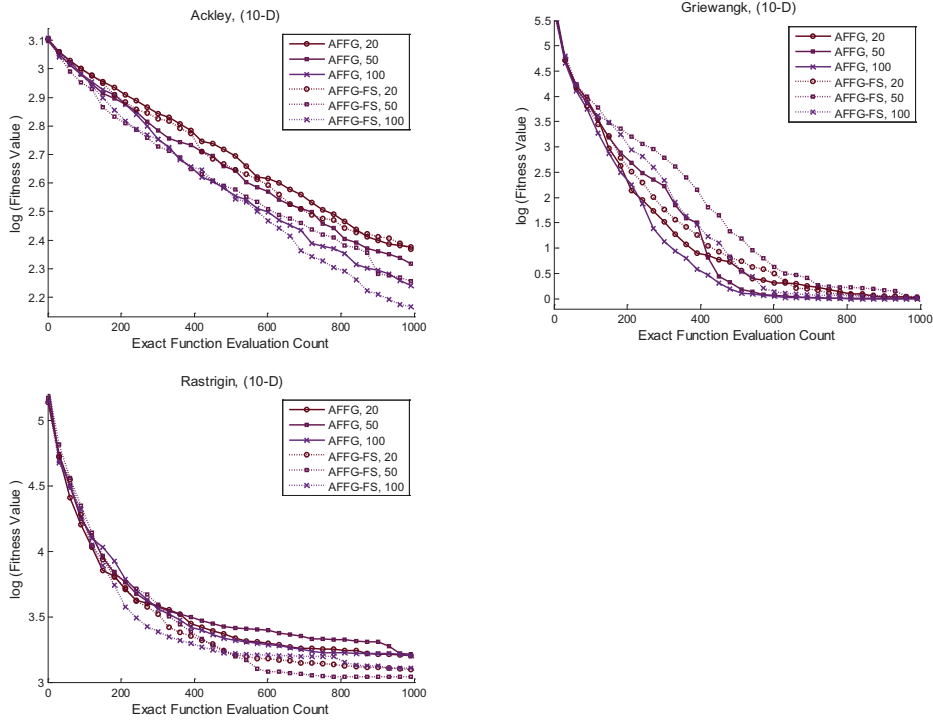 Ackley, (10-D)
log (Fitness Value )
3.1
3
2.9
2.8
2.7
2.6
2.5
2.4
2.3
2.2
0 200 400 600 800 1000
Exact Function Evaluation Count
AFFG, 20
AFFG, 50
AFFG, 100
AFFG-FS, 20
AFFG-FS, 50
AFFG-FS, 100
Griewangk, (10-D)
log (Fitness Value )
5.5
5
4.5
4
3.5
3
2.5
2
1.5
1
0.5
0
0 200 400 600 800 1000
Exact Function Evaluation Count
AFFG, 20
AFFG, 50
AFFG, 100
AFFG-FS, 20
AFFG-FS, 50
AFFG-FS, 100
Rastrigin, (10-D)
log (Fitness Value )
5
4.5
4
3.5
3
0 200 400 600 800 1000
Exact Function Evaluation Count
AFFG, 20
AFFG, 50
AFFG, 100
AFFG-FS, 20
AFFG-FS, 50
AFFG-FS, 100